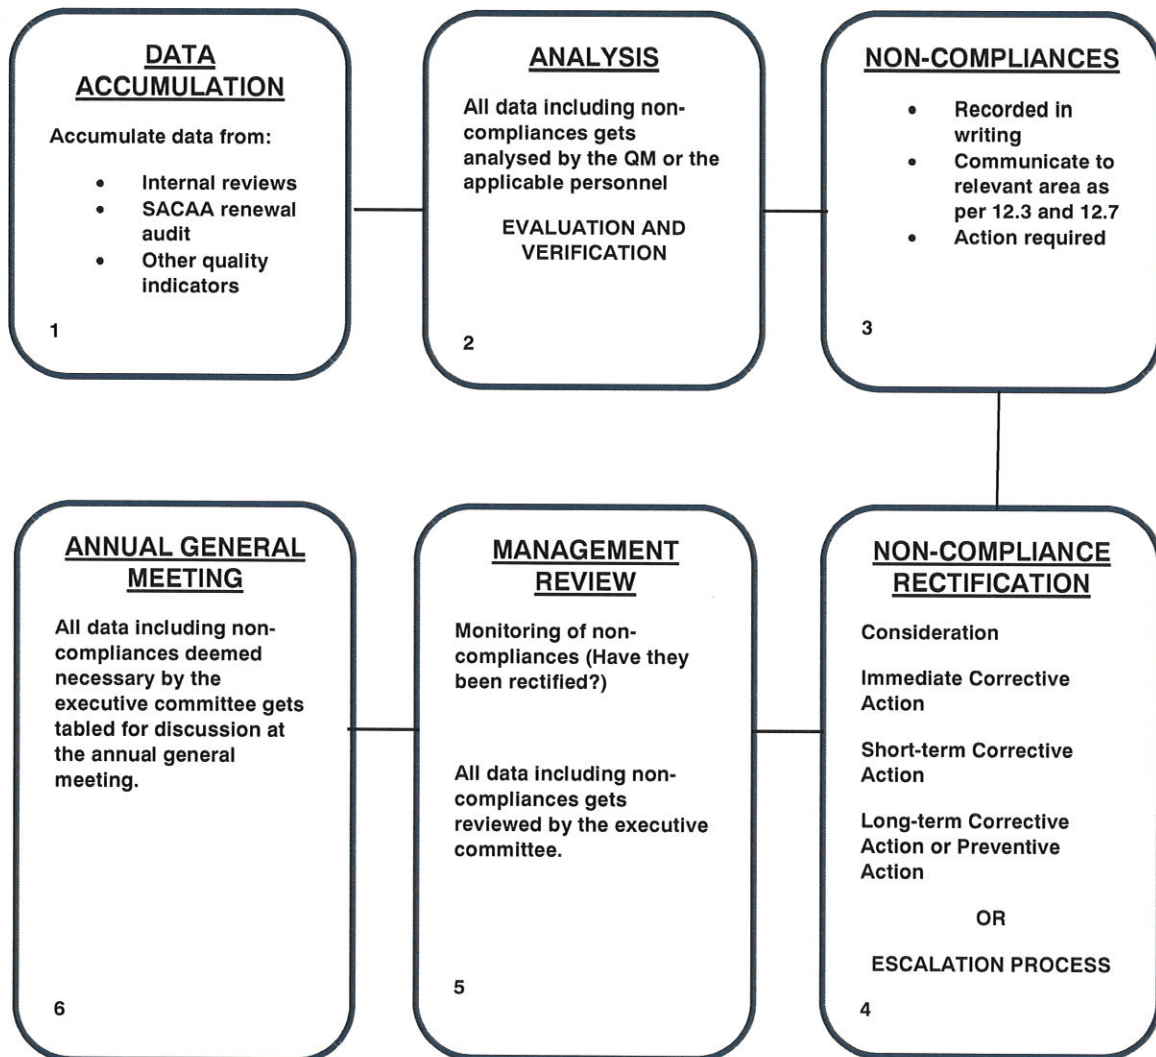 DATA
ACCUMULATION
Accumulate data from:
• Internal reviews
• SACAA renewal
audit
• Other quality
indicators
1
ANALYSIS
All data including non-
compliances gets
analysed by the QM or the
applicable personnel
EVALUATION AND
VERIFICATION
2
NON-COMPLIANCES
• Recorded in
writing
• Communicate to
relevant area as
per 12.3 and 12.7
• Action required
3
NON-COMPLIANCE
RECTIFICATION
Consideration
Immediate Corrective
Action
Short-term Corrective
Action
Long-term Corrective
Action or Preventive
Action
OR
ESCALATION PROCESS
4
MANAGEMENT
REVIEW
Monitoring of non-
compliances (Have they
been rectified?)
All data including non-
compliances gets
reviewed by the executive
committee.
5
ANNUAL GENERAL
MEETING
All data including non-
compliances deemed
necessary by the
executive committee gets
tabled for discussion at
the annual general
meeting.
6